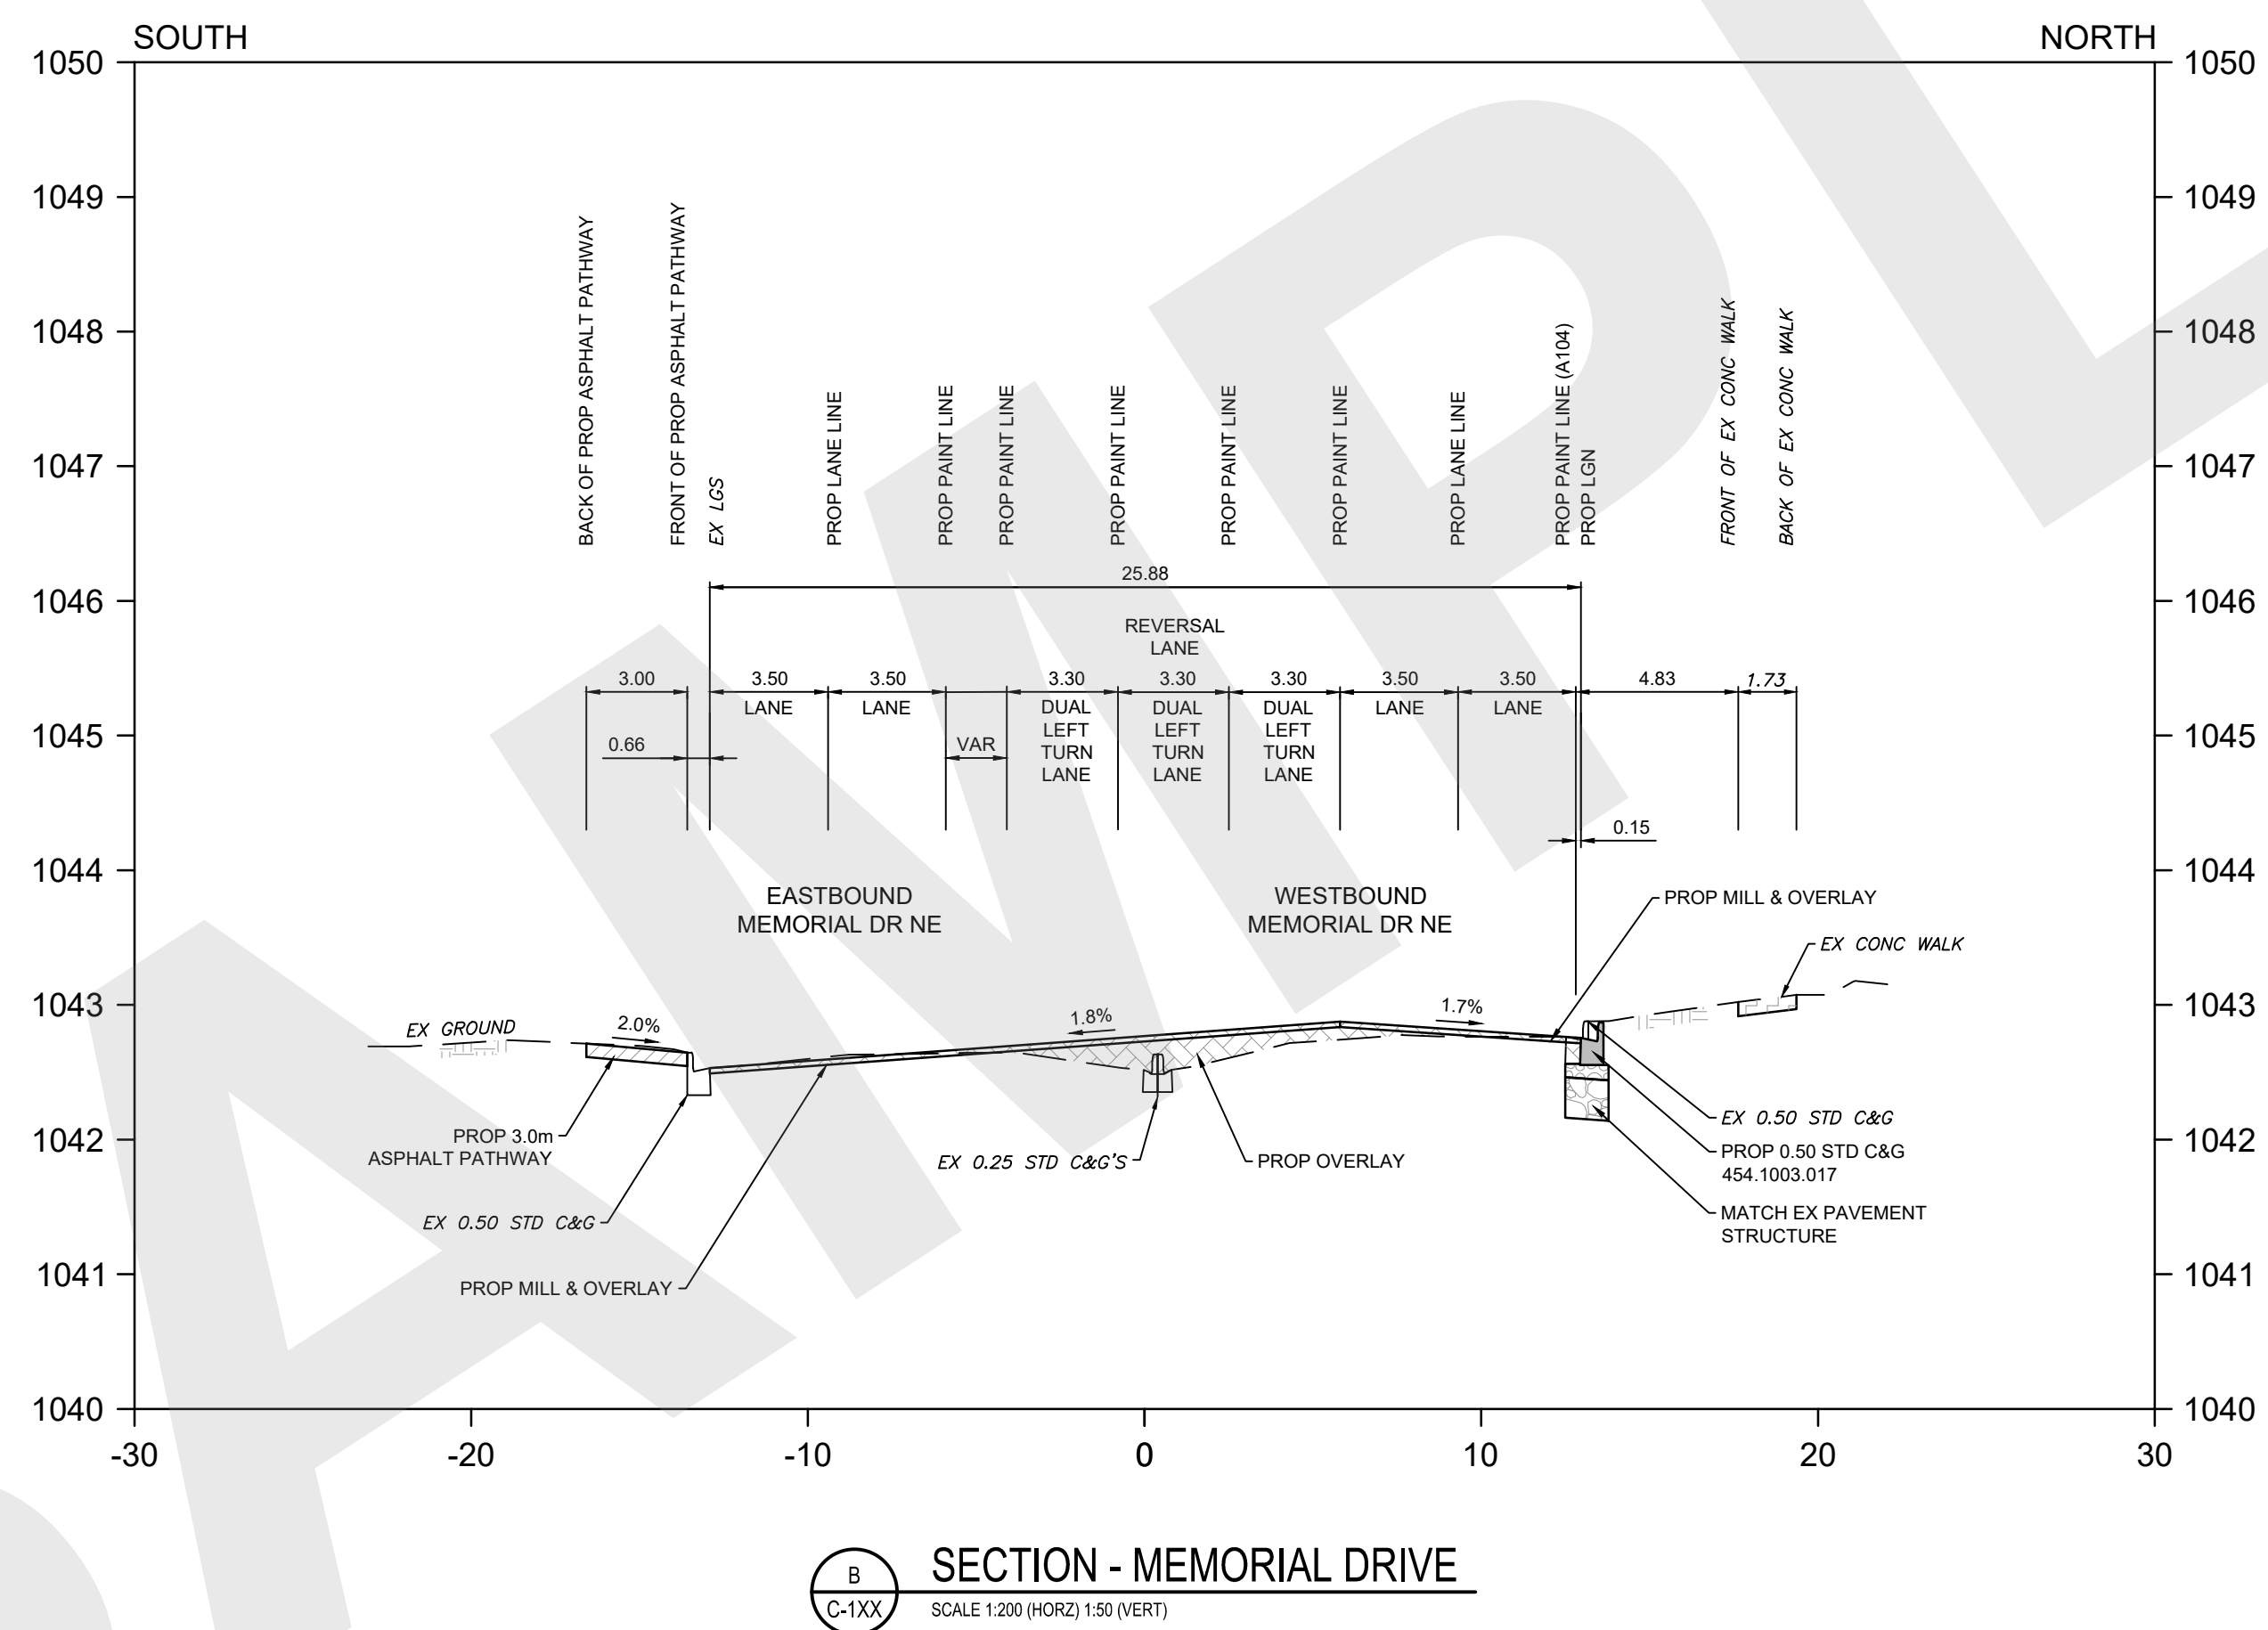 SOUTH
NORTH
1050
1050
1049
1049
1048
1048
1047
1047
1046
1046
1045
1045
1044
1044
1043
1043
1042
1042
1041
1041
1040
1040
BACK OF PROP ASPHALT PATHWAY
FRONT OF PROP ASPHALT PATHWAY
EX LGS
PROP LANE LINE
PROP PAINT LINE
PROP PAINT LINE
PROP PAINT LINE
PROP PAINT LINE
PROP PAINT LINE
PROP LANE LINE
PROP PAINT LINE (A104)
PROP LGN
FRONT OF EX CONC WALK
BACK OF EX CONC WALK
25.88
REVERSAL
LANE
3.00
3.50
LANE
3.50
LANE
3.30
DUAL
LEFT
TURN
LANE
3.30
DUAL
LEFT
TURN
LANE
3.30
DUAL
LEFT
TURN
LANE
3.50
LANE
3.50
LANE
4.83
1.73
0.66
VAR
0.15
EASTBOUND
MEMORIAL DR NE
WESTBOUND
MEMORIAL DR NE
PROP MILL & OVERLAY
EX CONC WALK
EX GROUND
2.0%
1.8%
1.7%
PROP 3.0m
ASPHALT PATHWAY
EX 0.50 STD C&G
PROP MILL & OVERLAY
EX 0.25 STD C&G'S
PROP OVERLAY
EX 0.50 STD C&G
PROP 0.50 STD C&G
454.1003.017
MATCH EX PAVEMENT
STRUCTURE
-30
-20
-10
0
10
20
30
B
C-1XX
SECTION - MEMORIAL DRIVE
SCALE 1:200 (HORZ) 1:50 (VERT)